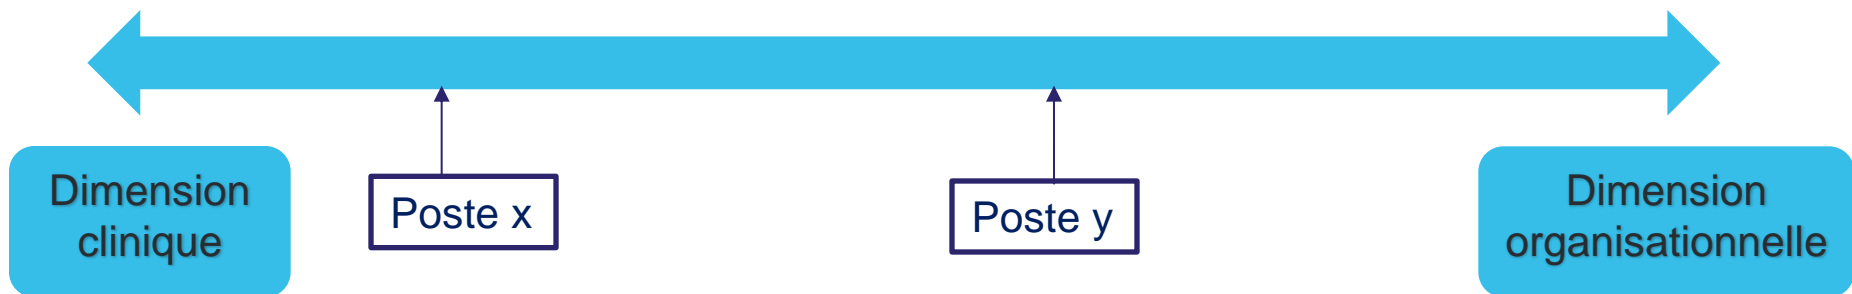 Dimension
clinique
Poste x
Poste y
Dimension
organisationnelle